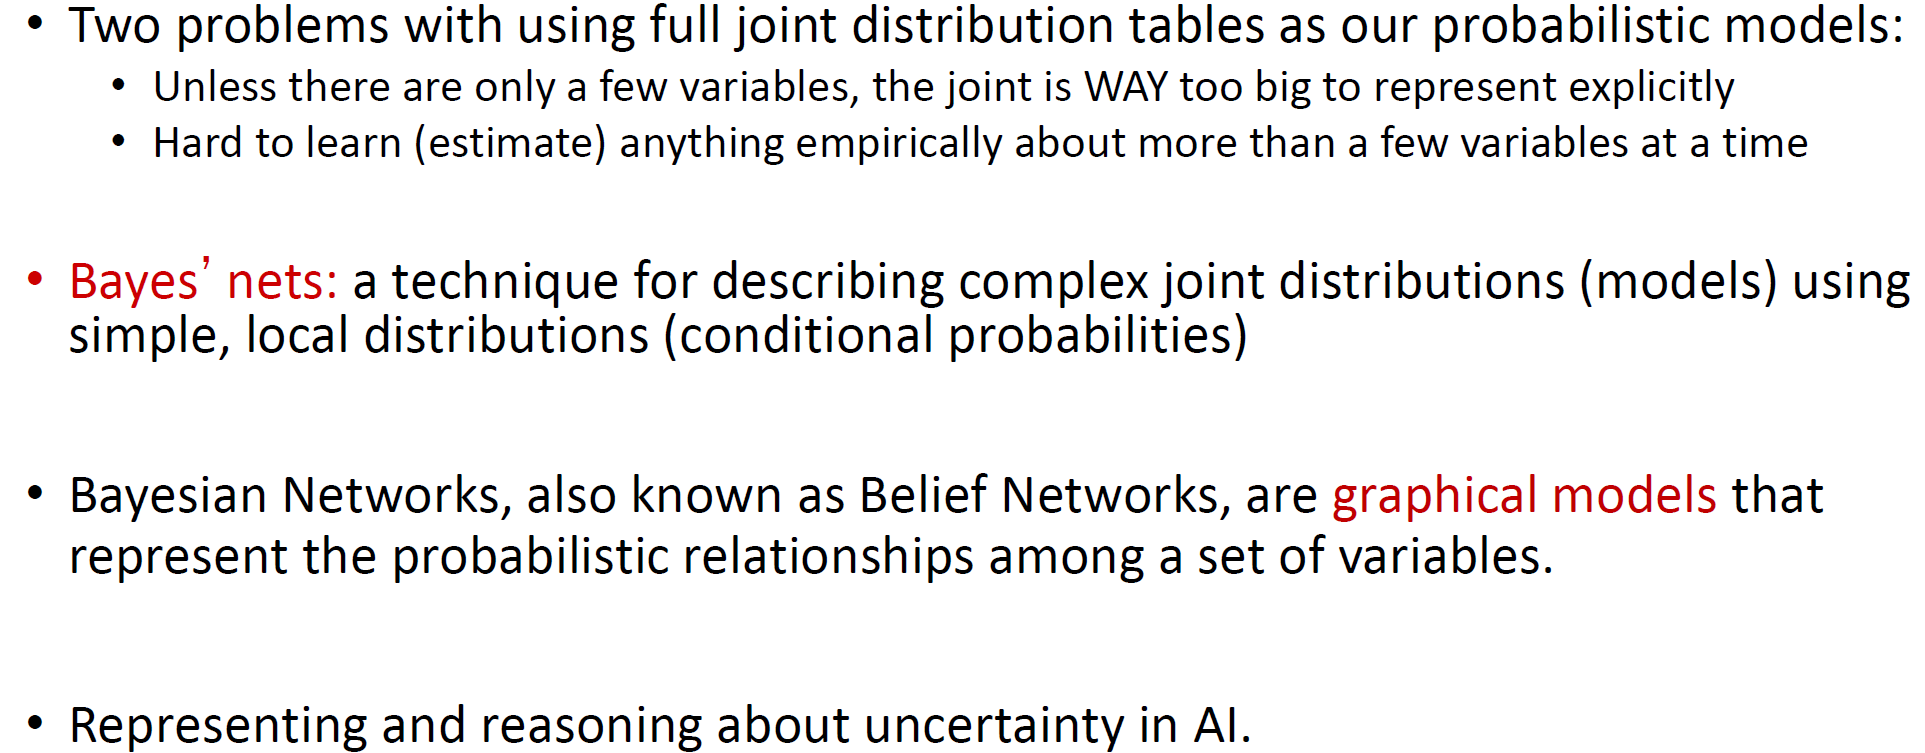 • Two problems with using full joint distribution tables as our probabilistic models:
• Unless there are only a few variables, the joint is WAY too big to represent explicitly
• Hard to learn (estimate) anything empirically about more than a few variables at a time
• Bayes’ nets: a technique for describing complex joint distributions (models) using
simple, local distributions (conditional probabilities)
• Bayesian Networks, also known as Belief Networks, are graphical models that
represent the probabilistic relationships among a set of variables.
• Representing and reasoning about uncertainty in AI.